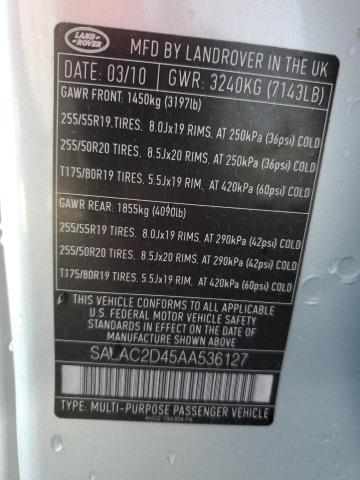 LAND-
ROVER
MFD BY LANDROVER IN THE UK
DATE: 03/10 GWR: 3240KG (7143LB)
GAWR FRONT: 1450kg (3197lb)
255/55R19 TIRES. 8.0Jx19 RIMS, AT 250kPa (36psi) COLD
255/50R20 TIRES. 8.5Jx20 RIMS, AT 250kPa (36psi) COLD
T175/80R19 TIRES. 5.5Jx19 RIM, AT 420kPa (60psi) COLD
GAWR REAR: 1855kg (4090lb)
255/55R19 TIRES. 8.0Jx19 RIMS, AT 290kPa (42psi) COLD
255/50R20 TIRES. 8.5Jx20 RIMS, AT 290kPa (42psi) COLD
T175/80R19 TIRES. 5.5Jx19 RIM, AT 420kPa (60psi) COLD
THIS VEHICLE CONFORMS TO ALL APPLICABLE
U.S. FEDERAL MOTOR VEHICLE SAFETY
STANDARDS IN EFFECT ON THE DATE OF
MANUFACTURE SHOWN ABOVE
SALAC2D45AA536127
TYPE: MULTI-PURPOSE PASSENGER VEHICLE